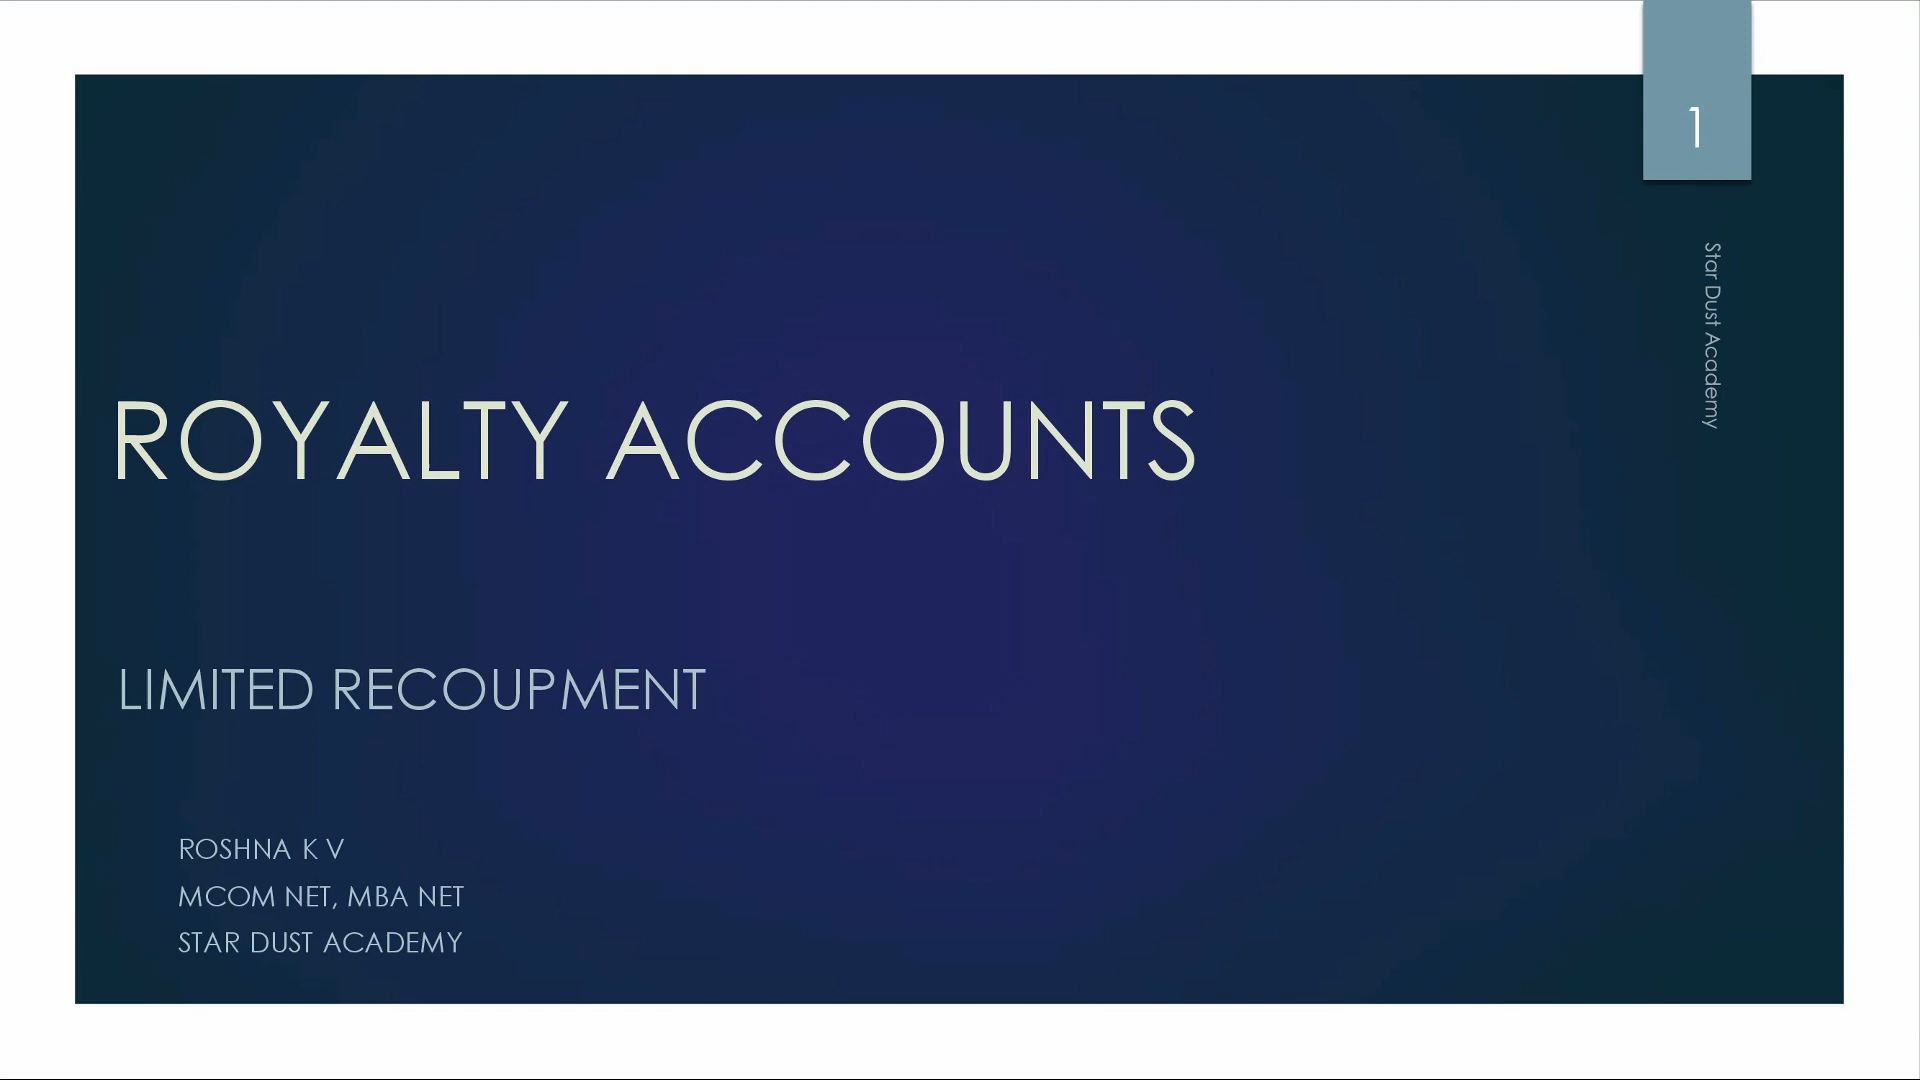 1
Star Dust Academy
ROYALTY ACCOUNTS
LIMITED RECOUPMENT
ROSHNA K V
MCOM NET, MBA NET
STAR DUST ACADEMY